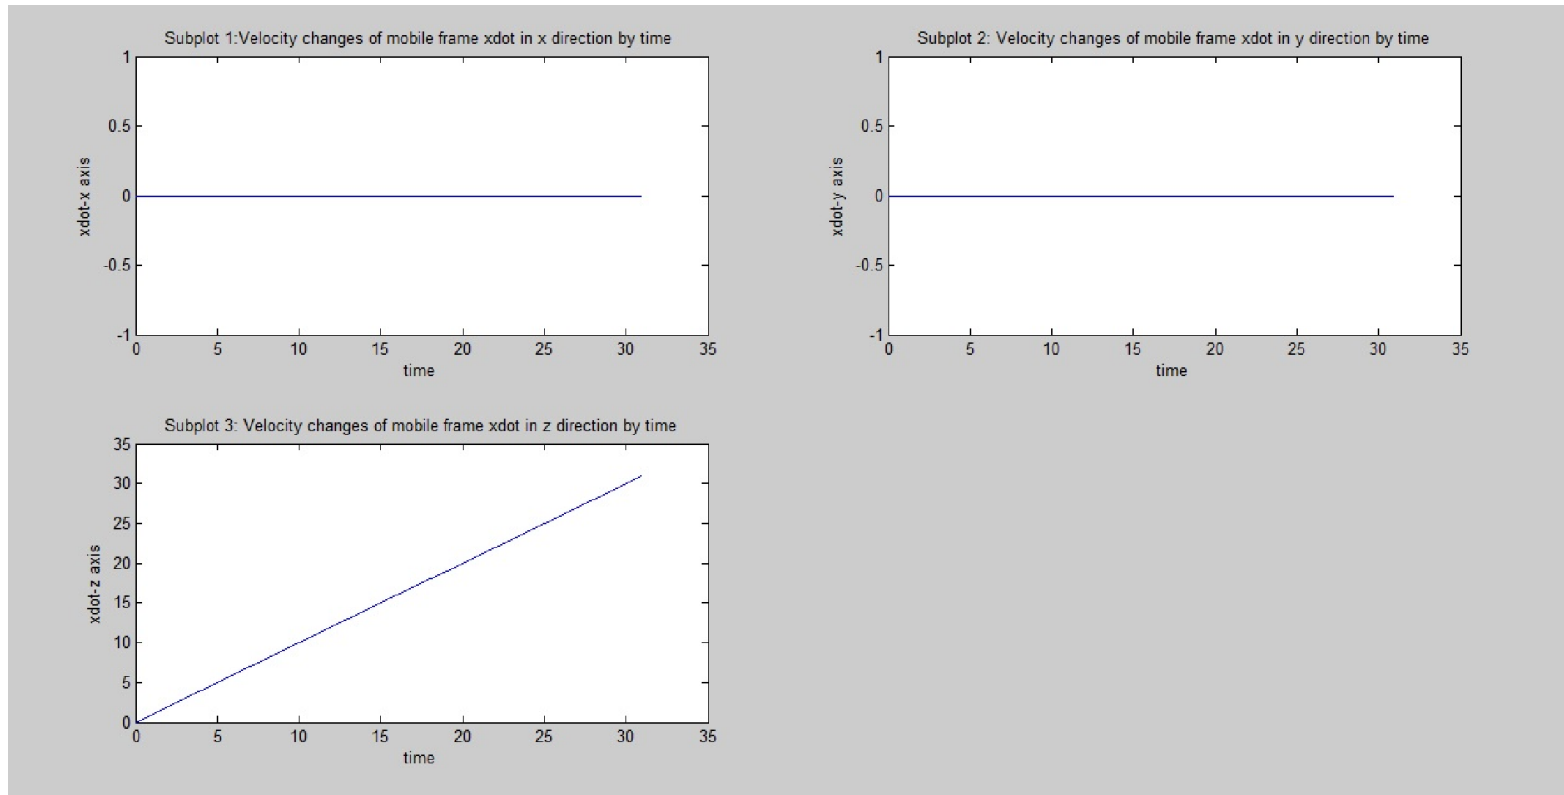 Subplot 1:Velocity changes of mobile frame xdot in x direction by time
1
0.5
0
-0.5
-1
xdot-x axis
0 5 10 15 20 25 30 35
time
Subplot 2: Velocity changes of mobile frame xdot in y direction by time
1
0.5
0
-0.5
-1
xdot-y axis
0 5 10 15 20 25 30 35
time
Subplot 3: Velocity changes of mobile frame xdot in z direction by time
35
30
25
20
15
10
5
0
xdot-z axis
0 5 10 15 20 25 30 35
time